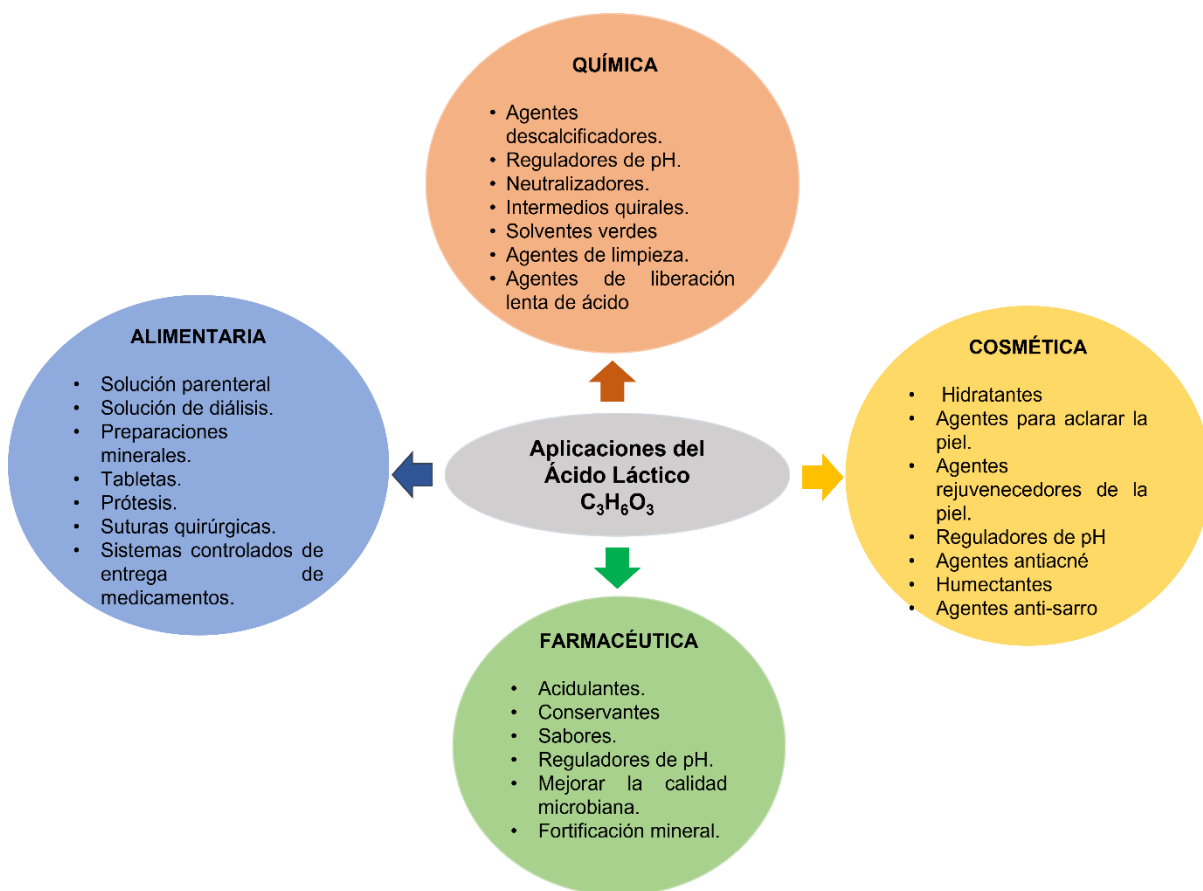 QUÍMICA
• Agentes
descalcificadores.
• Reguladores de pH.
• Neutralizadores.
• Intermedios quirales.
• Solventes verdes
• Agentes de limpieza.
• Agentes de liberación
lenta de ácido
ALIMENTARIA
• Solución parenteral
• Solución de diálisis.
• Preparaciones
minerales.
• Tabletas.
• Prótesis.
• Suturas quirúrgicas.
• Sistemas controlados de
entrega de
medicamentos.
Aplicaciones del
Ácido Láctico
C₃H₆O₃
COSMÉTICA
• Hidratantes
• Agentes para aclarar la
piel.
• Agentes
rejuvenecedores de la
piel.
• Reguladores de pH
• Agentes antiacné
• Humectantes
• Agentes anti-sarro
FARMACÉUTICA
• Acidulantes.
• Conservantes
• Sabores.
• Reguladores de pH.
• Mejorar la calidad
microbiana.
• Fortificación mineral.